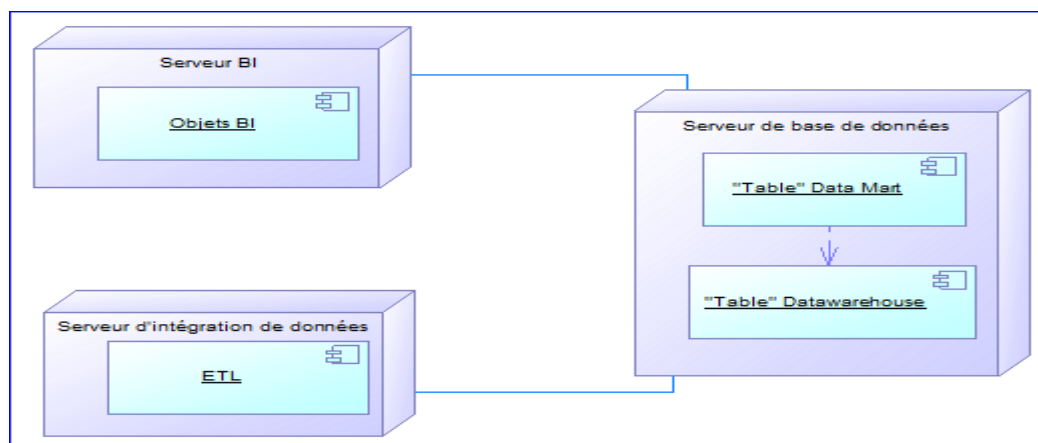 Serveur BI
Objets BI
Serveur de base de données
"Table" Data Mart
"Table" Datawarehouse
Serveur d'intégration de données
ETL